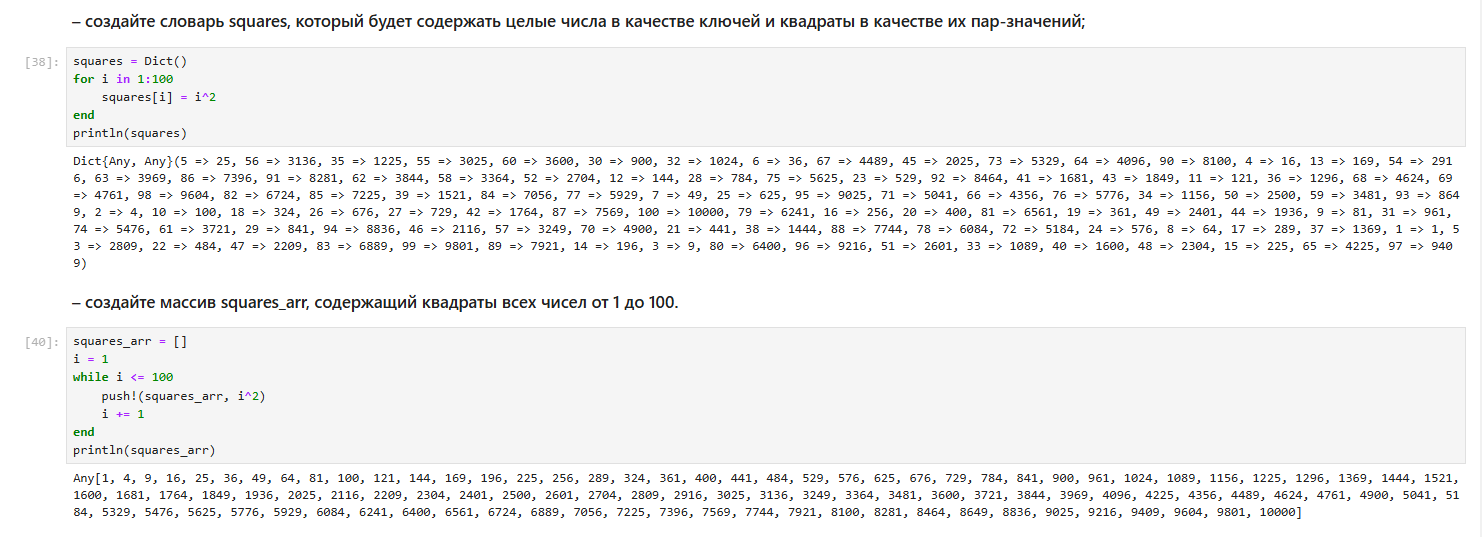 – создайте словарь squares, который будет содержать целые числа в качестве ключей и квадраты в качестве их пар-значений;
[38]:
squares = Dict()
for i in 1:100
    squares[i] = i^2
end
println(squares)
Dict{Any, Any}(5 => 25, 56 => 3136, 35 => 1225, 55 => 3025, 60 => 3600, 30 => 900, 32 => 1024, 6 => 36, 67 => 4489, 45 => 2025, 73 => 5329, 64 => 4096, 90 => 8100, 4 => 16, 13 => 169, 54 => 291
6, 63 => 3969, 86 => 7396, 91 => 8281, 62 => 3844, 58 => 3364, 52 => 2704, 12 => 144, 28 => 784, 75 => 5625, 23 => 529, 92 => 8464, 41 => 1681, 43 => 1849, 11 => 121, 36 => 1296, 68 => 4624, 69
=> 4761, 98 => 9604, 82 => 6724, 85 => 7225, 39 => 1521, 84 => 7056, 77 => 5929, 7 => 49, 25 => 625, 95 => 9025, 71 => 5041, 66 => 4356, 76 => 5776, 34 => 1156, 50 => 2500, 59 => 3481, 93 => 864
9, 2 => 4, 10 => 100, 18 => 324, 26 => 676, 27 => 729, 42 => 1764, 87 => 7569, 100 => 10000, 79 => 6241, 16 => 256, 20 => 400, 81 => 6561, 19 => 361, 49 => 2401, 44 => 1936, 9 => 81, 31 => 961,
74 => 5476, 61 => 3721, 29 => 841, 94 => 8836, 46 => 2116, 57 => 3249, 70 => 4900, 21 => 441, 38 => 1444, 88 => 7744, 78 => 6084, 72 => 5184, 24 => 576, 8 => 64, 17 => 289, 37 => 1369, 1 => 1, 5
3 => 2809, 22 => 484, 47 => 2209, 83 => 6889, 99 => 9801, 89 => 7921, 14 => 196, 3 => 9, 80 => 6400, 96 => 9216, 51 => 2601, 33 => 1089, 40 => 1600, 48 => 2304, 15 => 225, 65 => 4225, 97 => 940
9)
– создайте массив squares_arr, содержащий квадраты всех чисел от 1 до 100.
[40]:
squares_arr = []
i = 1
while i <= 100
    push!(squares_arr, i^2)
    i += 1
end
println(squares_arr)
Any[1, 4, 9, 16, 25, 36, 49, 64, 81, 100, 121, 144, 169, 196, 225, 256, 289, 324, 361, 400, 441, 484, 529, 576, 625, 676, 729, 784, 841, 900, 961, 1024, 1089, 1156, 1225, 1296, 1369, 1444, 1521,
1600, 1681, 1764, 1849, 1936, 2025, 2116, 2209, 2304, 2401, 2500, 2601, 2704, 2809, 2916, 3025, 3136, 3249, 3364, 3481, 3600, 3721, 3844, 3969, 4096, 4225, 4356, 4489, 4624, 4761, 4900, 5041, 51
84, 5329, 5476, 5625, 5776, 5929, 6084, 6241, 6400, 6561, 6724, 6889, 7056, 7225, 7396, 7569, 7744, 7921, 8100, 8281, 8464, 8649, 8836, 9025, 9216, 9409, 9604, 9801, 10000]